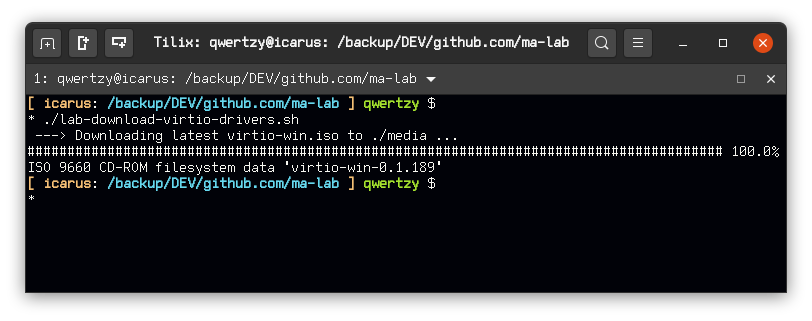 Tilix: qwertzy@icarus: /backup/DEV/github.com/ma-lab
1: qwertzy@icarus: /backup/DEV/github.com/ma-lab
[ icarus: /backup/DEV/github.com/ma-lab ] qwertzy $
* ./lab-download-virtio-drivers.sh
 ---> Downloading latest virtio-win.iso to ./media ...
######################################################################################## 100.0%
ISO 9660 CD-ROM filesystem data 'virtio-win-0.1.189'
[ icarus: /backup/DEV/github.com/ma-lab ] qwertzy $
*